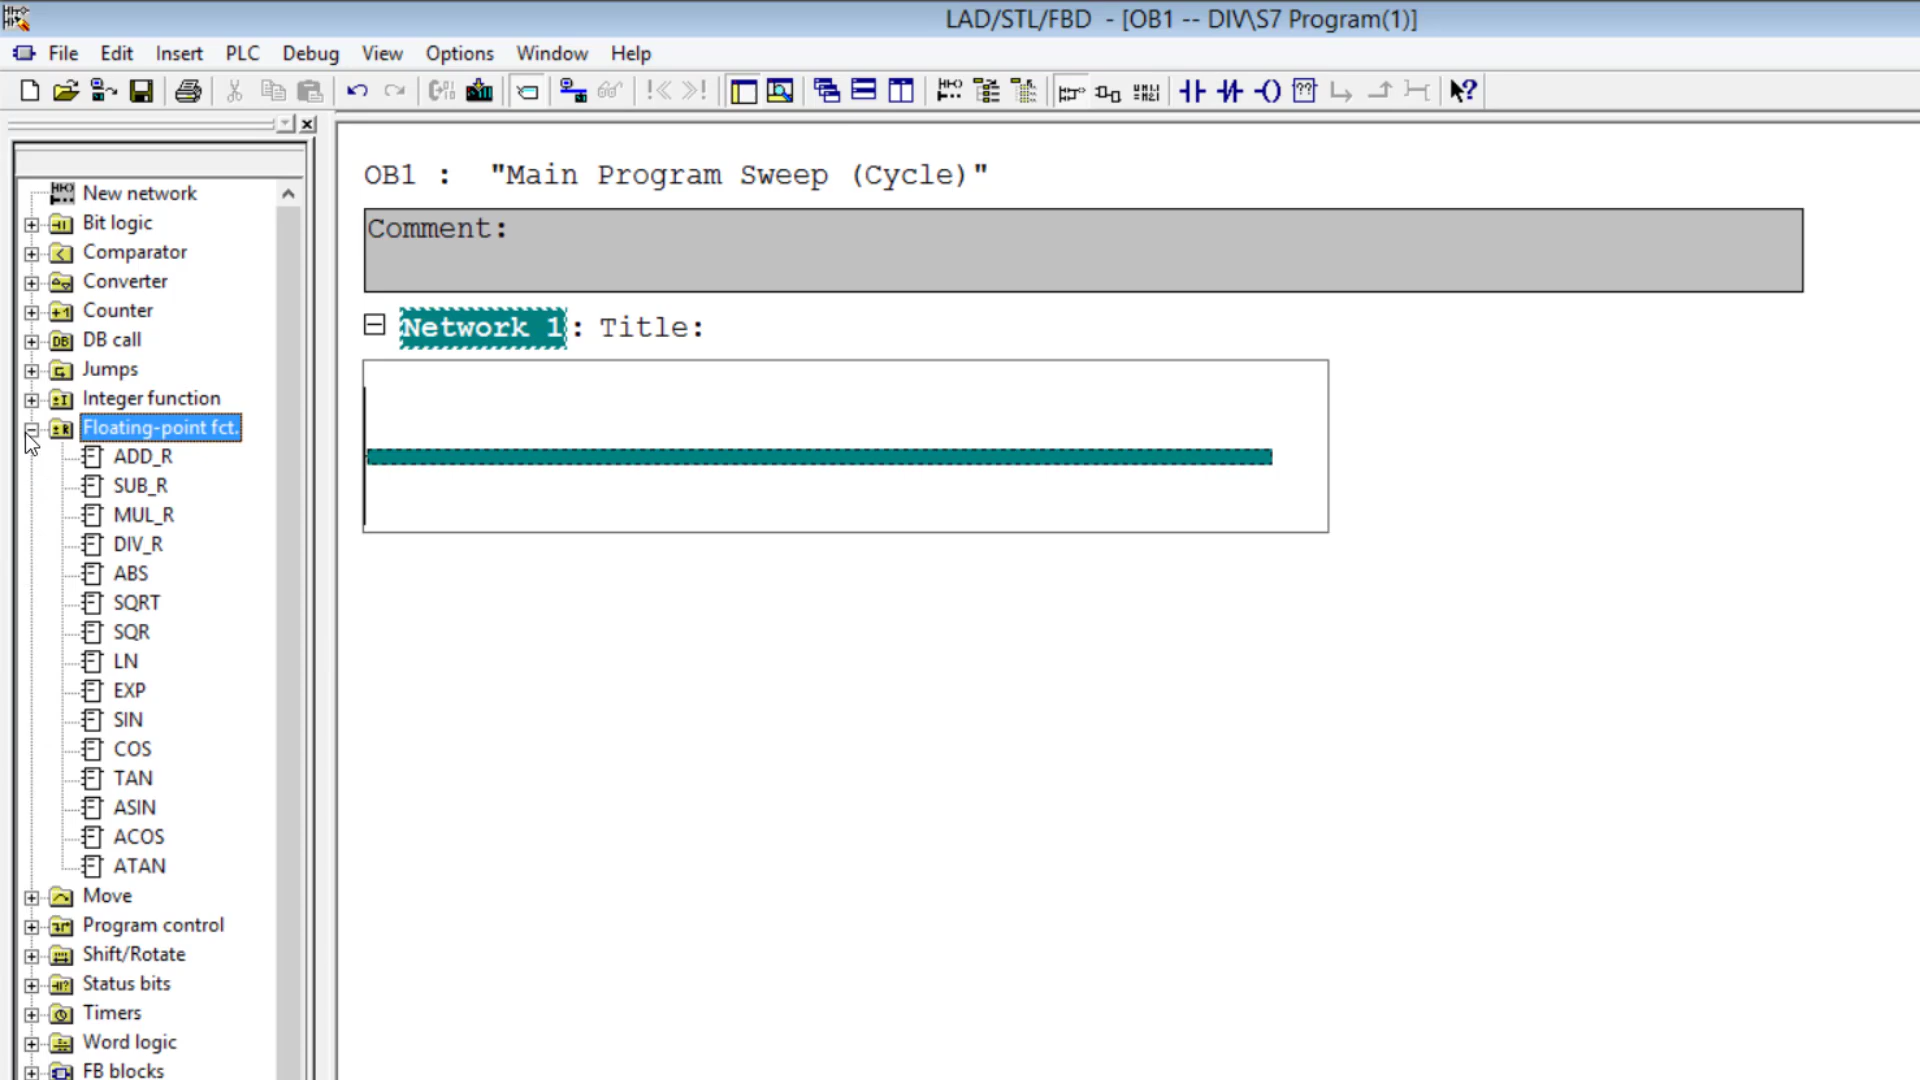 LAD/STL/FBD - [OB1 -- DIV\S7 Program(1)]
File Edit Insert PLC Debug View Options Window Help
New network
Bit logic
Comparator
Converter
Counter
DB call
Jumps
Integer function
Floating-point fct.
ADD_R
SUB_R
MUL_R
DIV_R
ABS
SQRT
SQR
LN
EXP
SIN
COS
TAN
ASIN
ACOS
ATAN
Move
Program control
Shift/Rotate
Status bits
Timers
Word logic
FB blocks
OB1 : "Main Program Sweep (Cycle)"
Comment:
Network 1: Title: